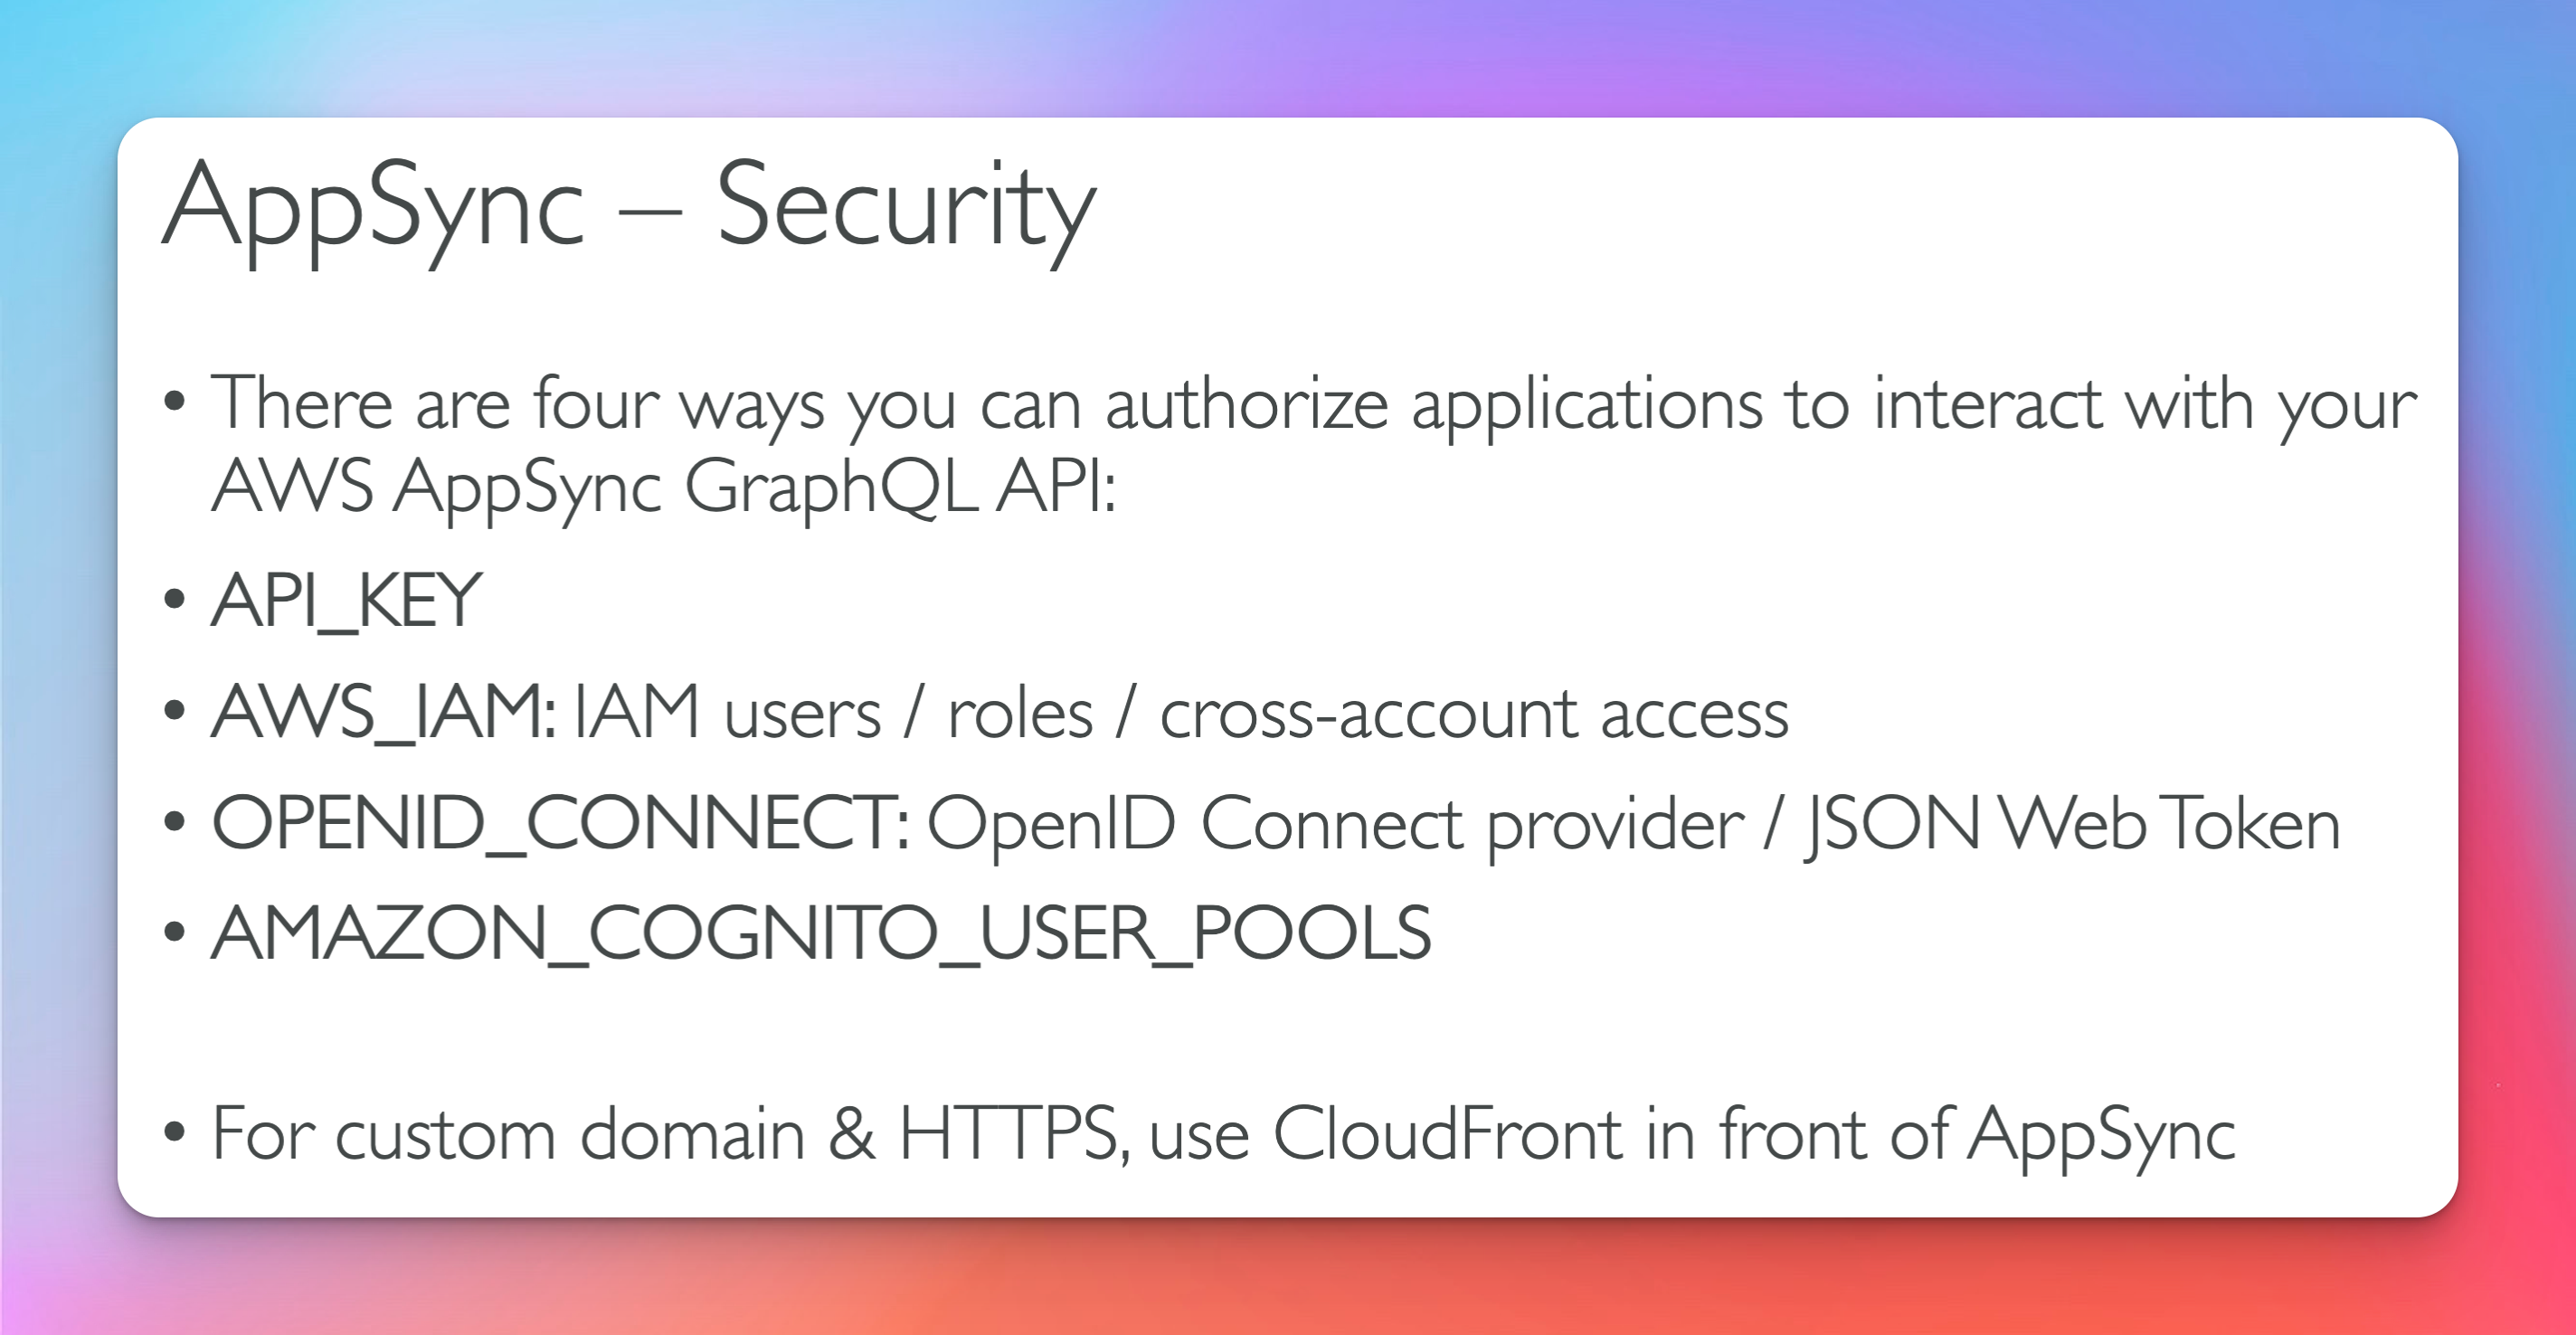 AppSync – Security
• There are four ways you can authorize applications to interact with your
AWS AppSync GraphQL API:
• API_KEY
• AWS_IAM: IAM users / roles / cross-account access
• OPENID_CONNECT: OpenID Connect provider / JSON Web Token
• AMAZON_COGNITO_USER_POOLS
• For custom domain & HTTPS, use CloudFront in front of AppSync